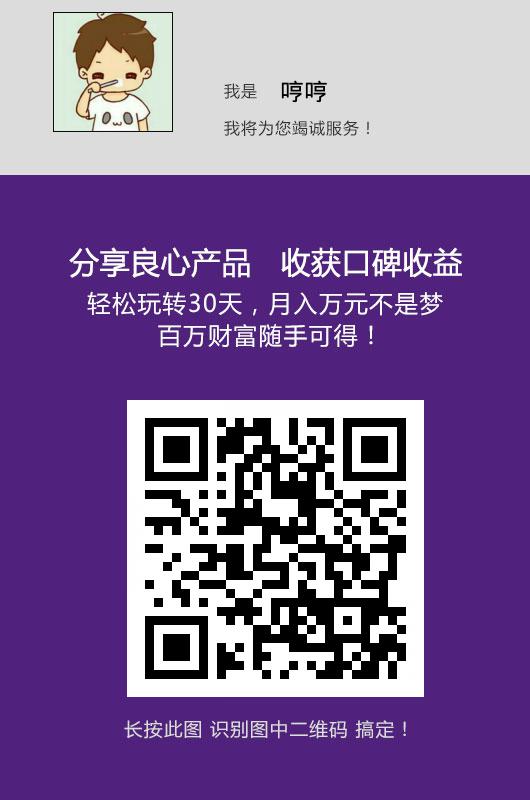 我是 哼哼
我将为您竭诚服务！
分享良心产品 收获口碑收益
轻松玩转30天，月入万元不是梦
百万财富随手可得！
长按此图 识别图中二维码 搞定！